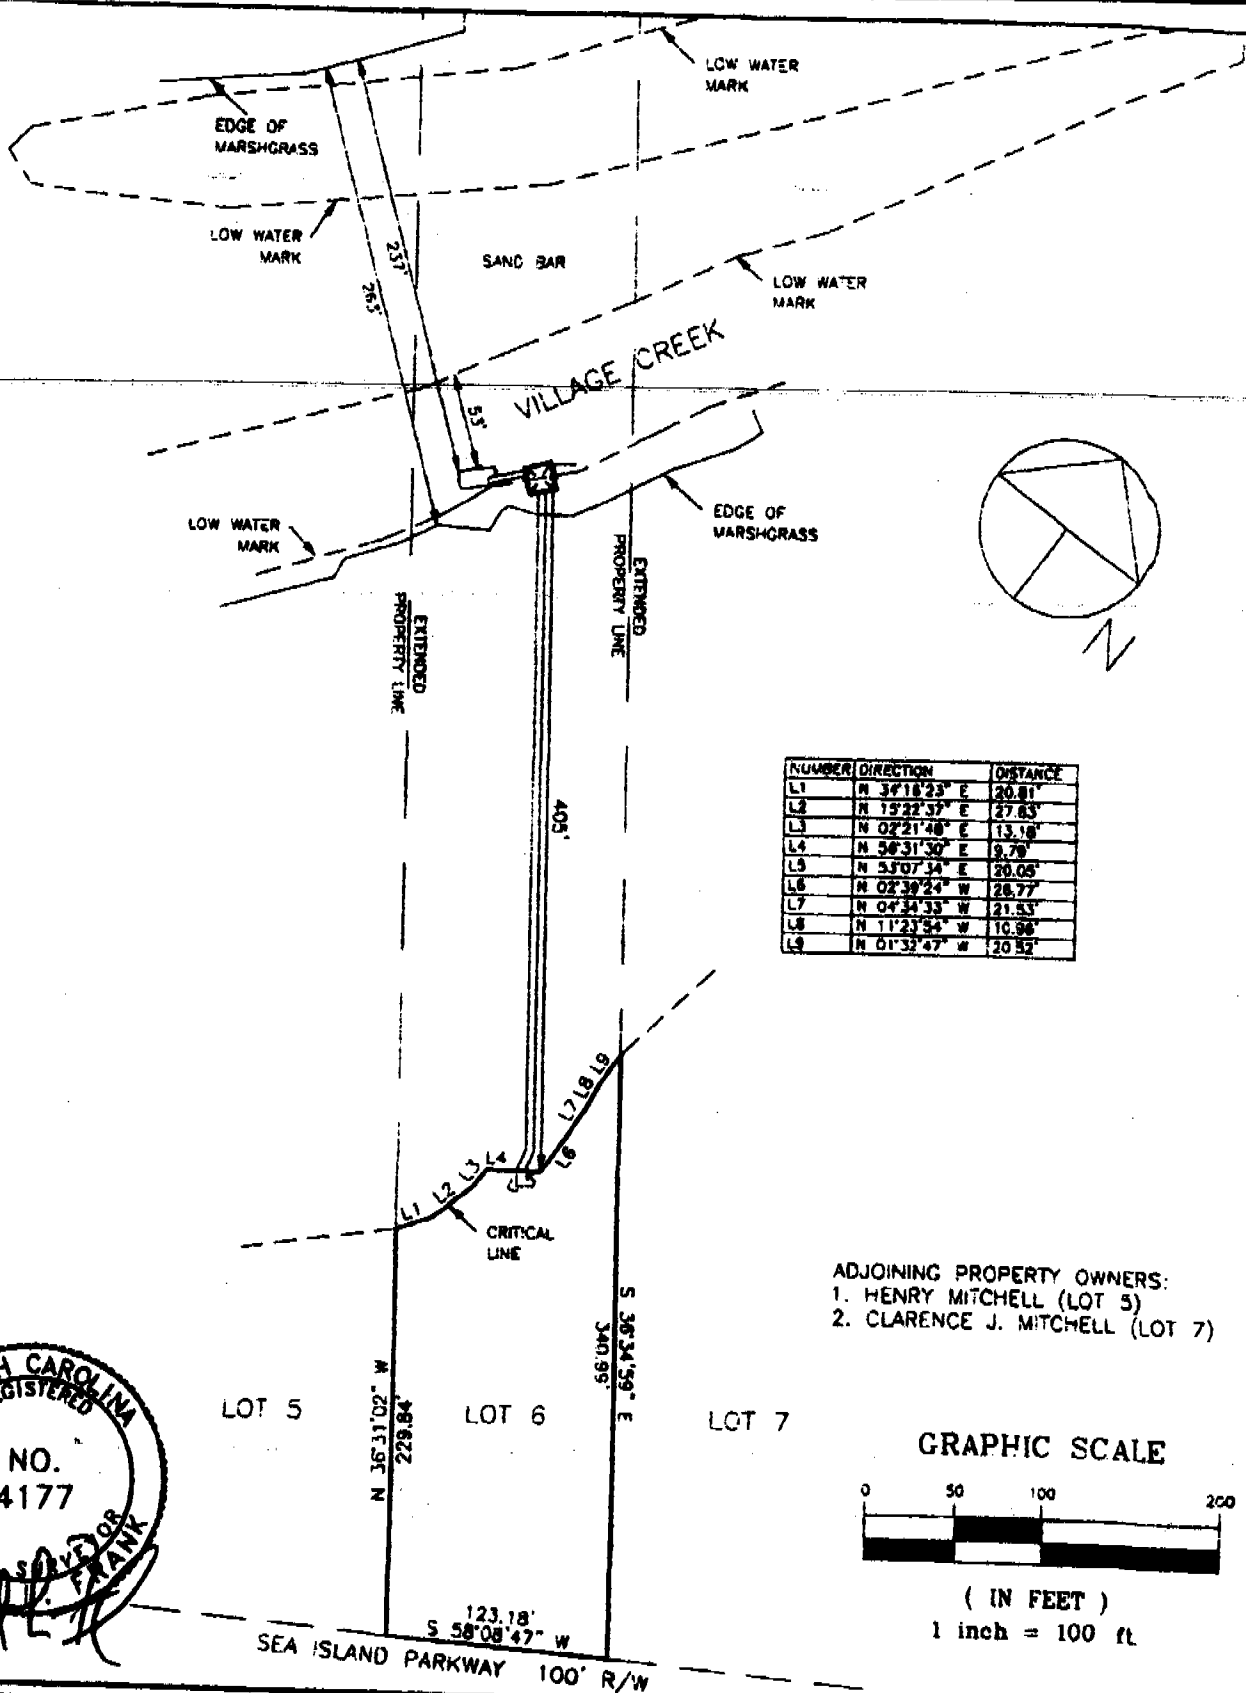 LOW WATER
MARK
EDGE OF
MARSHGRASS
LOW WATER
MARK
237'
263'
SAND BAR
LOW WATER
MARK
VILLAGE CREEK
53'
LOW WATER
MARK
EDGE OF
MARSHGRASS
EXTENDED
PROPERTY LINE
EXTENDED
PROPERTY LINE
N
405'
NUMBER DIRECTION DISTANCE
L1 N 34°16'23" E 20.81'
L2 N 15°22'37" E 27.83'
L3 N 02°21'48" E 13.18'
L4 N 56°31'30" E 9.79'
L5 N 53°07'34" E 20.05'
L6 N 02°39'24" W 28.77'
L7 N 04°34'33" W 21.53'
L8 N 11°23'54" W 10.96'
L9 N 01°32'47" W 20.52'
L1 L2 L3 L4 L5 L6 L7 L8 L9
CRITICAL
LINE
ADJOINING PROPERTY OWNERS:
1. HENRY MITCHELL (LOT 5)
2. CLARENCE J. MITCHELL (LOT 7)
S 36°34'59" E
340.99'
N 36°31'02" W
229.84'
LOT 5
LOT 6
LOT 7
H CAROLINA
GISTERED
NO.
4177
SURVEYOR
FRANK
GRAPHIC SCALE
0 50 100 200
( IN FEET )
1 inch = 100 ft.
123.18'
S 58°08'47" W
SEA ISLAND PARKWAY 100' R/W